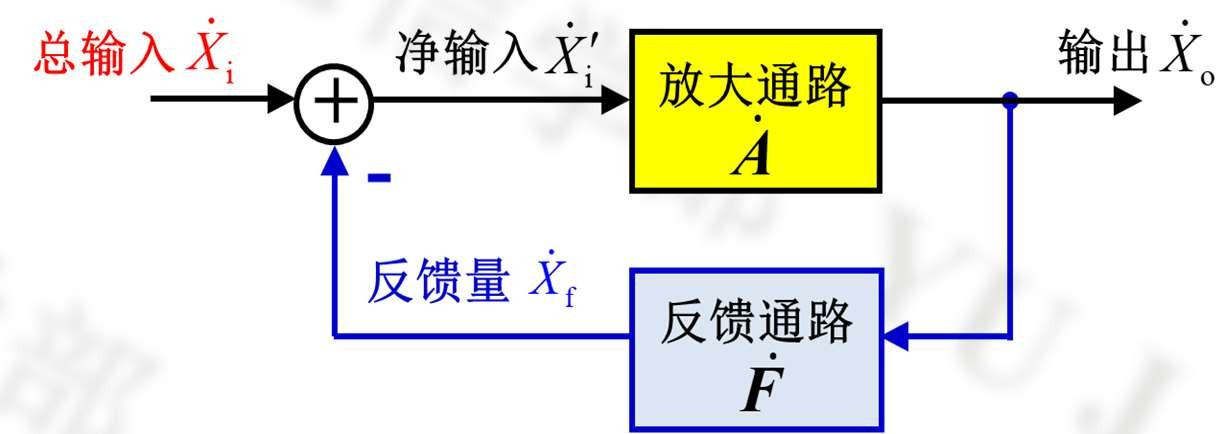 总输入 Ẋi
净输入 Ẋ′i
放大通路
Ȧ
输出 Ẋo
+
-
反馈量 Ẋf
反馈通路
Ḟ
YU J